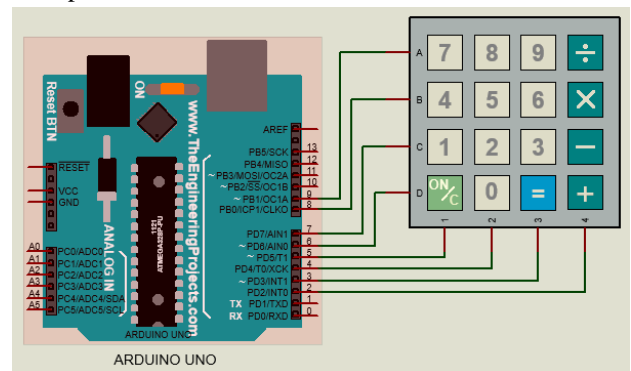 Reset BTN
ON
www.TheEngineeringProjects.com
ANALOG IN
1121
ATMEGA328P-PU
RESET
VCC
GND
A0 PC0/ADC0
A1 PC1/ADC1
A2 PC2/ADC2
A3 PC3/ADC3
A4 PC4/ADC4/SDA
A5 PC5/ADC5/SCL
AREF
PB5/SCK 13
PB4/MISO 12
~PB3/MOSI/OC2A 11
~PB2/SS/OC1B 10
~PB1/OC1A 9
PB0/ICP1/CLKO 8
PD7/AIN1 7
~PD6/AIN0 6
~PD5/T1 5
PD4/T0/XCK 4
~PD3/INT1 3
PD2/INT0 2
TX PD1/TXD 1
RX PD0/RXD 0
ARDUINO UNO
ARDUINO UNO
A 7 8 9 ÷
B 4 5 6 ×
C 1 2 3 −
D ON/C 0 = +
1 2 3 4